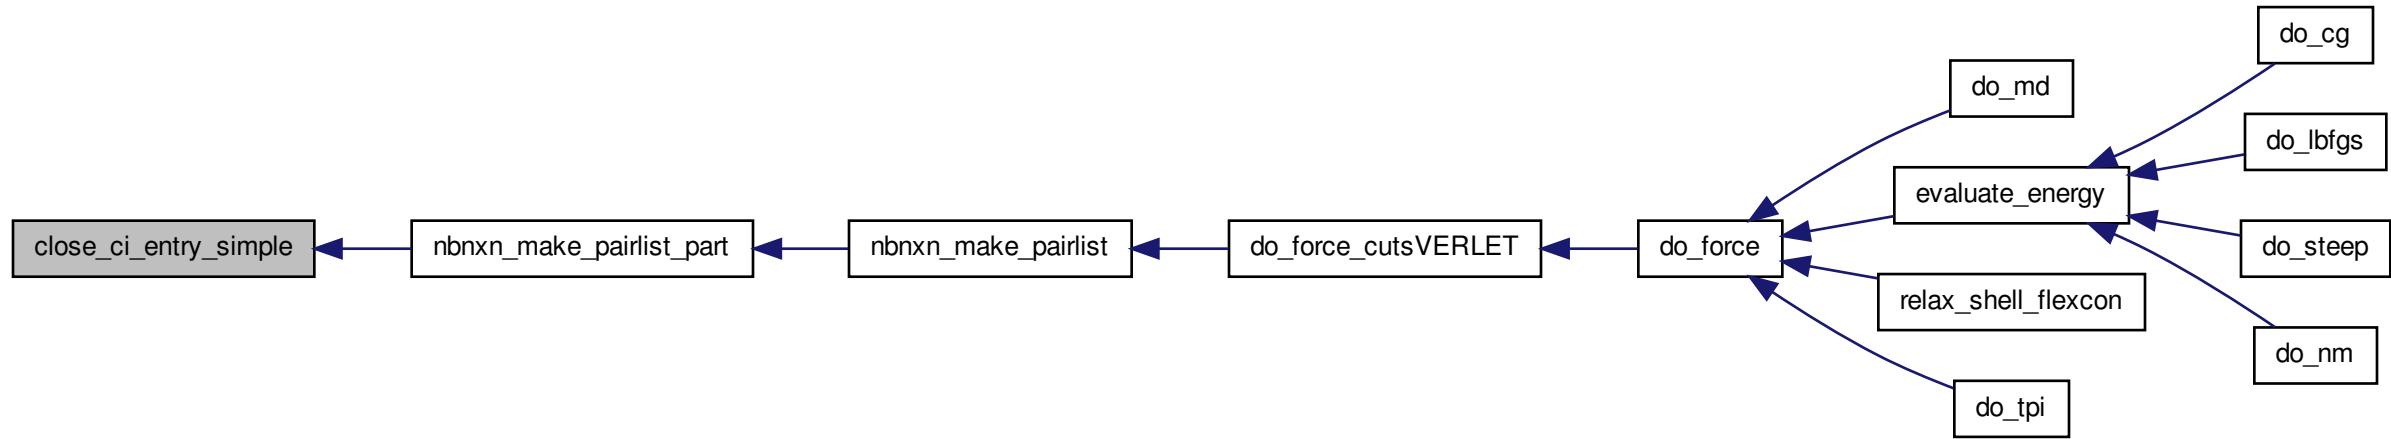 close_ci_entry_simple
nbnxn_make_pairlist_part
nbnxn_make_pairlist
do_force_cutsVERLET
do_force
do_md
evaluate_energy
relax_shell_flexcon
do_tpi
do_cg
do_lbfgs
do_steep
do_nm